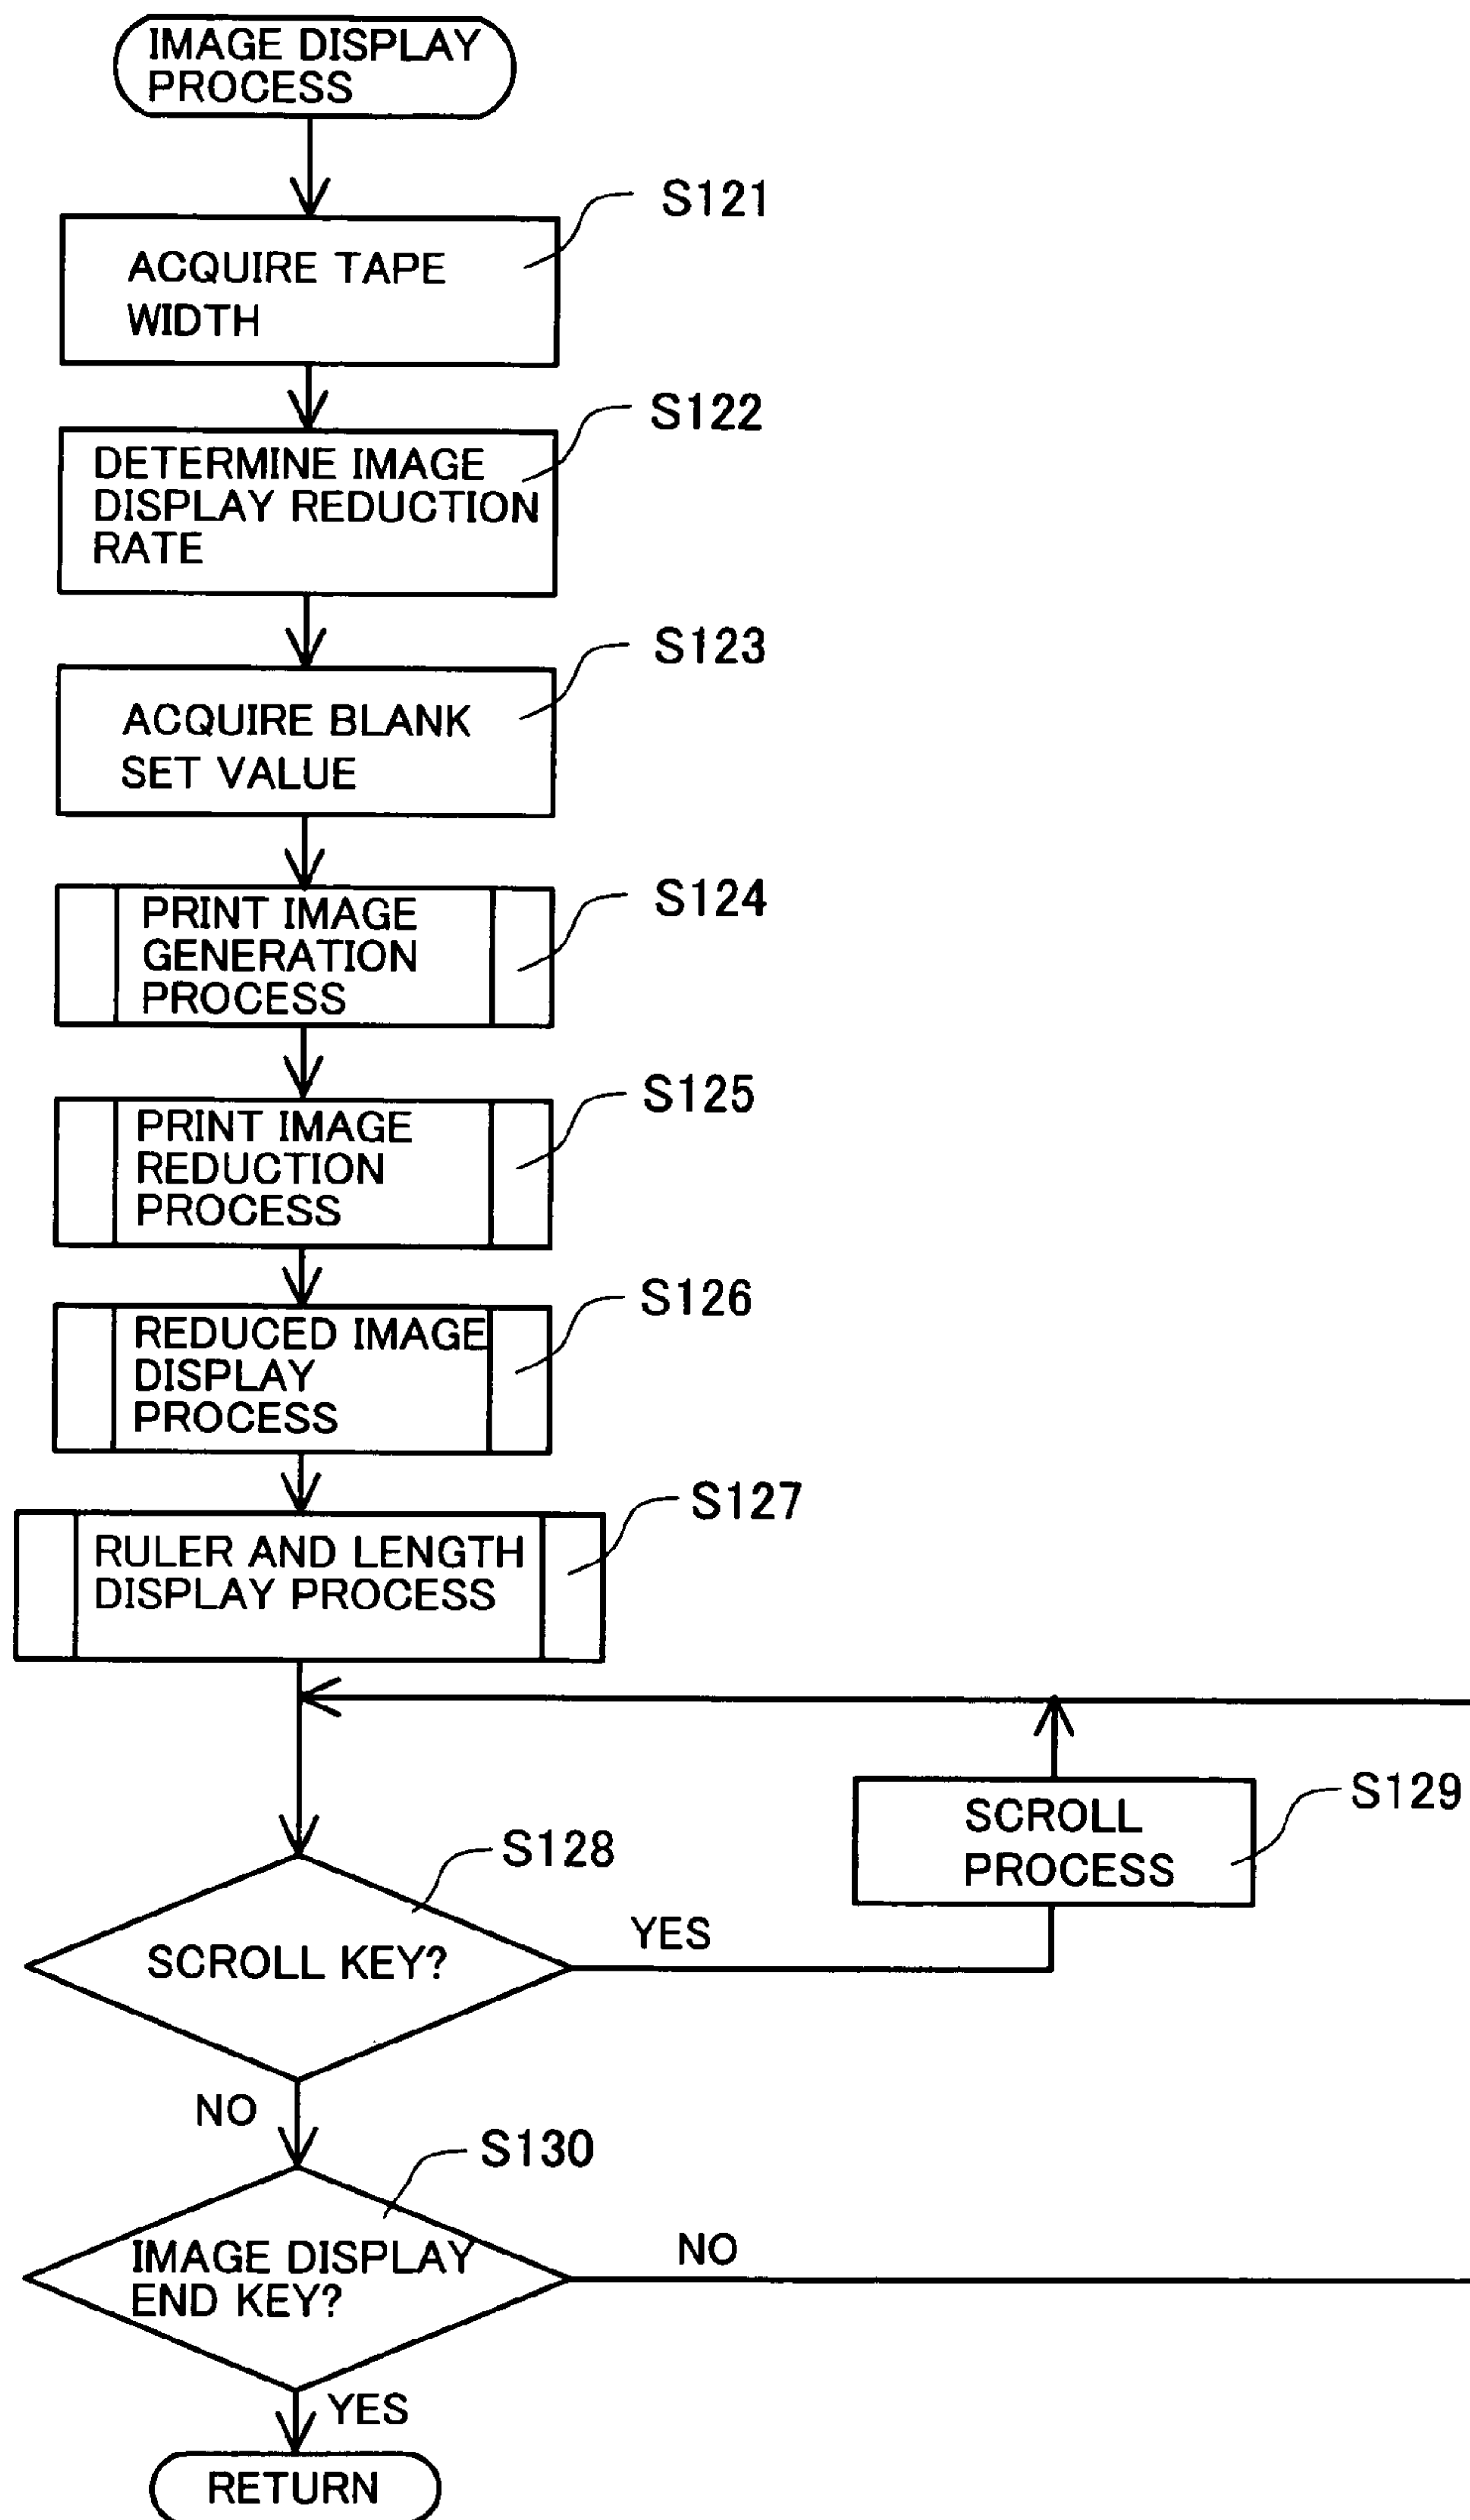 IMAGE DISPLAY
PROCESS
S121
ACQUIRE TAPE
WIDTH
S122
DETERMINE IMAGE
DISPLAY REDUCTION
RATE
S123
ACQUIRE BLANK
SET VALUE
S124
PRINT IMAGE
GENERATION
PROCESS
S125
PRINT IMAGE
REDUCTION
PROCESS
S126
REDUCED IMAGE
DISPLAY
PROCESS
S127
RULER AND LENGTH
DISPLAY PROCESS
S129
SCROLL
PROCESS
S128
YES
SCROLL KEY?
NO
S130
NO
IMAGE DISPLAY
END KEY?
YES
RETURN